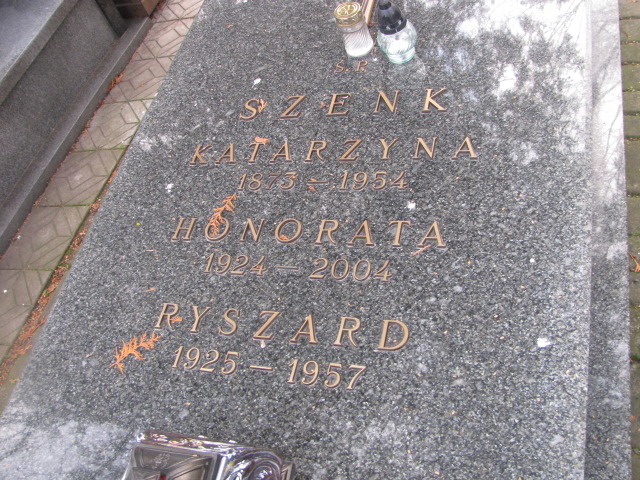 Ś.P.
SZENK
KATARZYNA
1873 – 1954
HONORATA
1924 – 2004
RYSZARD
1925 – 1957